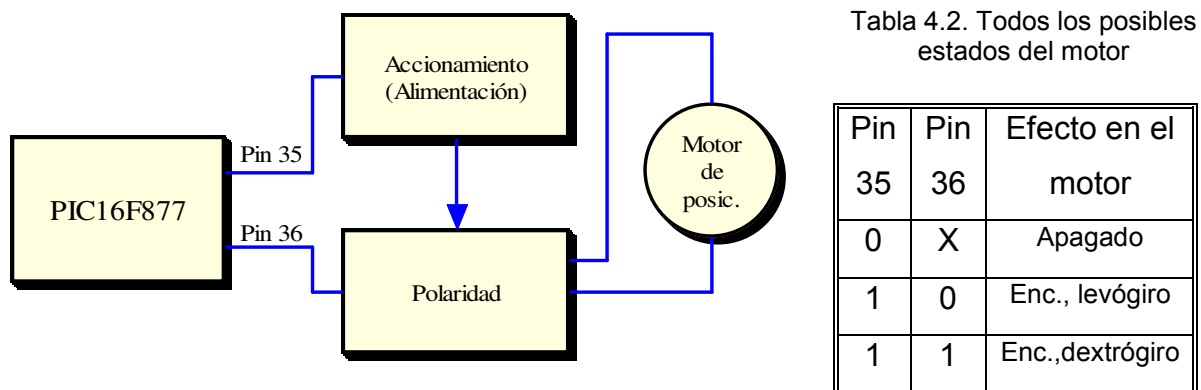 Tabla 4.2. Todos los posibles
estados del motor
Accionamiento
(Alimentación)
PIC16F877
Pin 35
Pin 36
Polaridad
Motor
de
posic.
Pin Pin Efecto en el
35 36 motor
0 X Apagado
1 0 Enc., levógiro
1 1 Enc.,dextrógiro